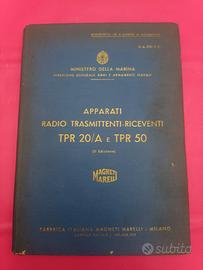 MINISTERO DELLA MARINA
DIREZIONE GENERALE ARMI E ARMAMENTI NAVALI
APPARATI
RADIO TRASMITTENTI-RICEVENTI
TPR 20/A E TPR 50
MAGNETI
MARELLI
FABBRICA ITALIANA MAGNETI MARELLI - MILANO
subito